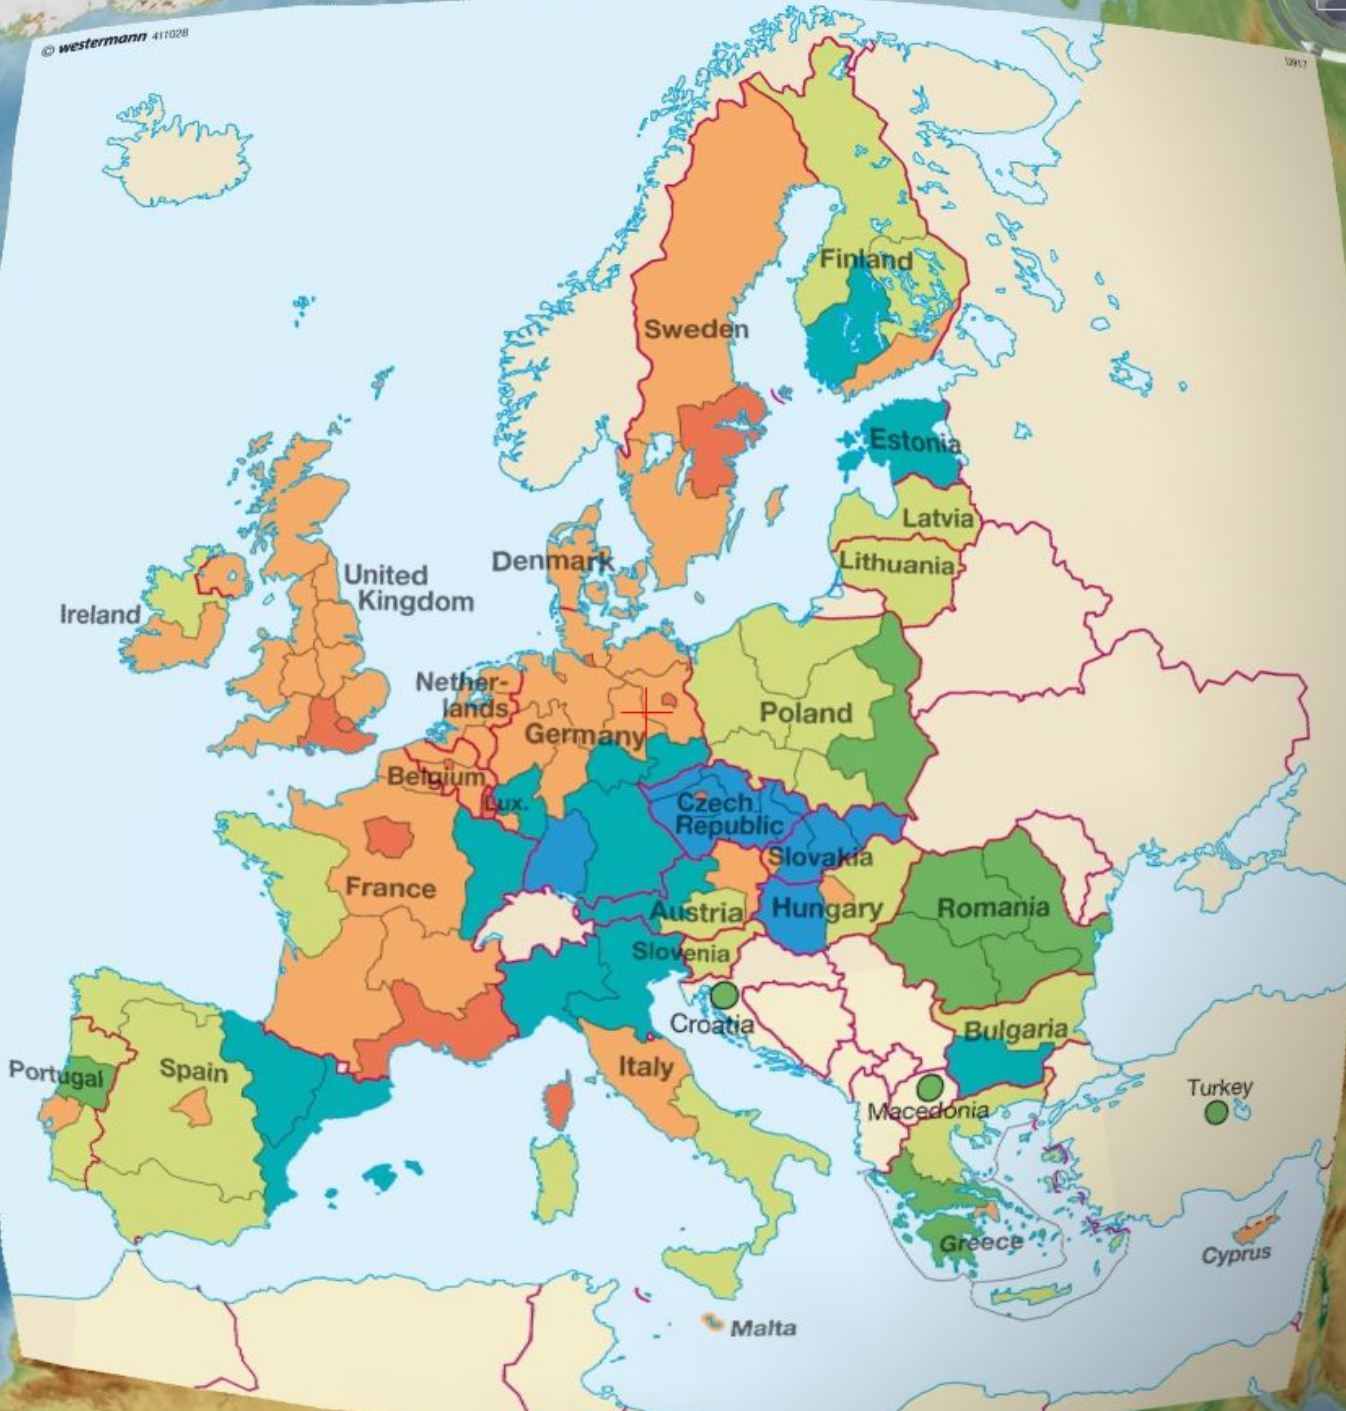 © westermann 411028
U917
Finland
Sweden
Estonia
Latvia
Denmark
Lithuania
United
Kingdom
Ireland
Nether-
lands
Poland
Germany
Belgium
Lux.
Czech
Republic
Slovakia
France
Austria
Hungary
Romania
Slovenia
Croatia
Bulgaria
Portugal
Spain
Italy
Macedonia
Turkey
Greece
Cyprus
Malta